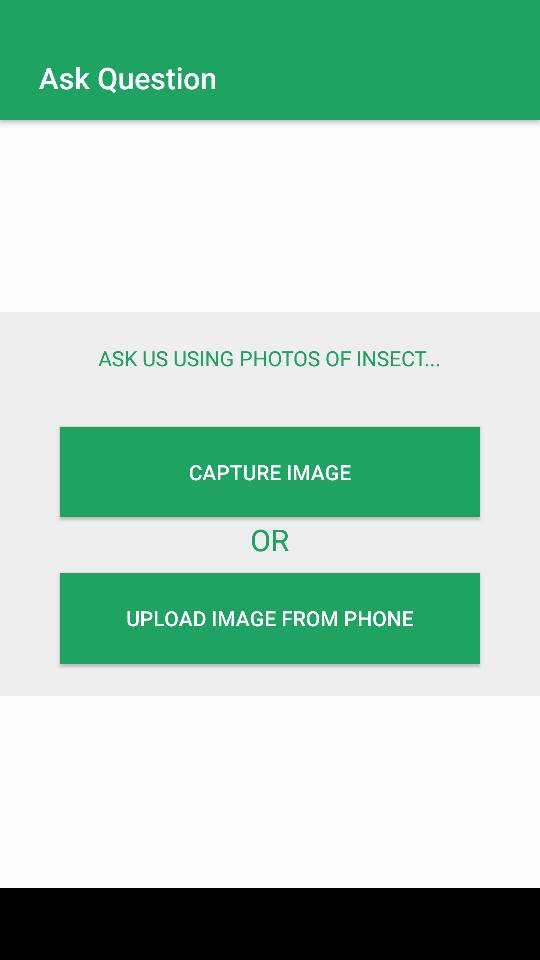 Ask Question
ASK US USING PHOTOS OF INSECT...
CAPTURE IMAGE
OR
UPLOAD IMAGE FROM PHONE